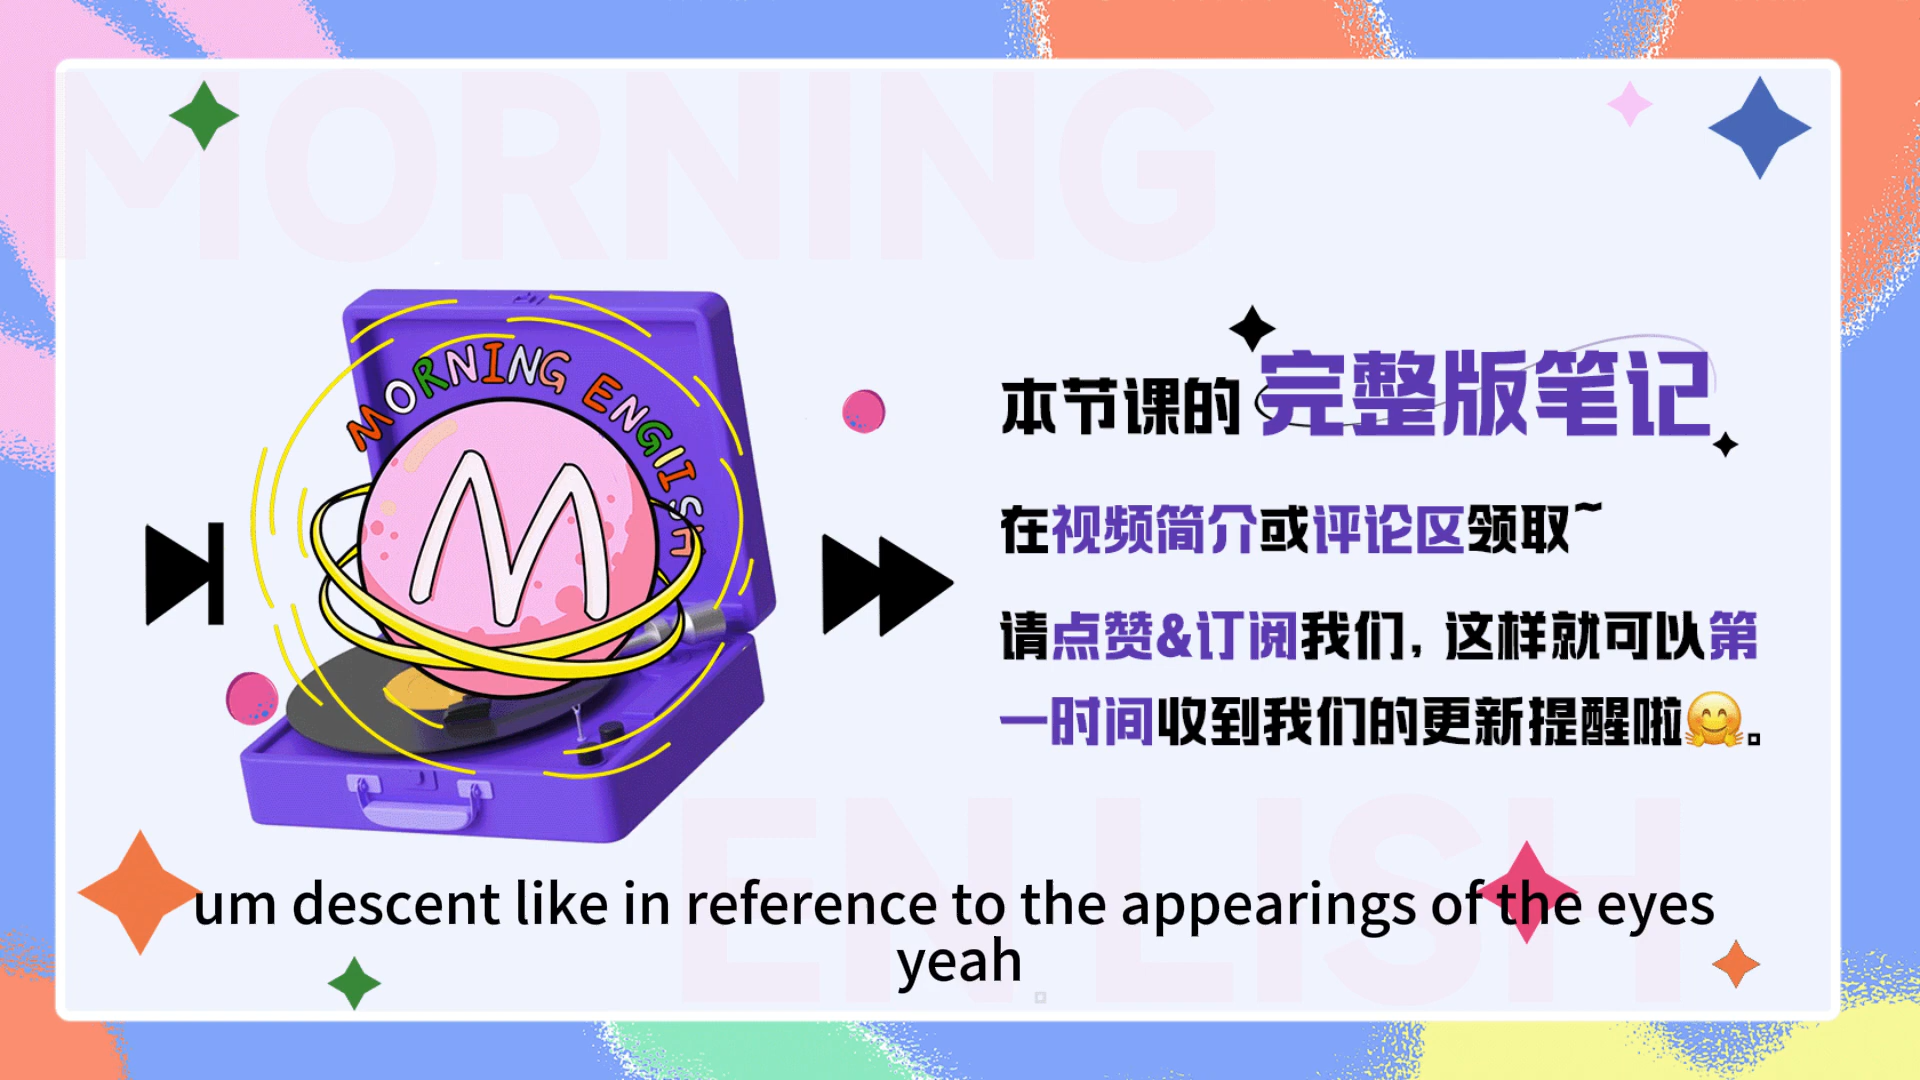 MORNING
MORNING ENGLISH
M
本节课的 完整版笔记
在视频简介或评论区领取~
请点赞&订阅我们，这样就可以第
一时间收到我们的更新提醒啦🤗。
EN LISH
um descent like in reference to the appearings of the eyes
yeah